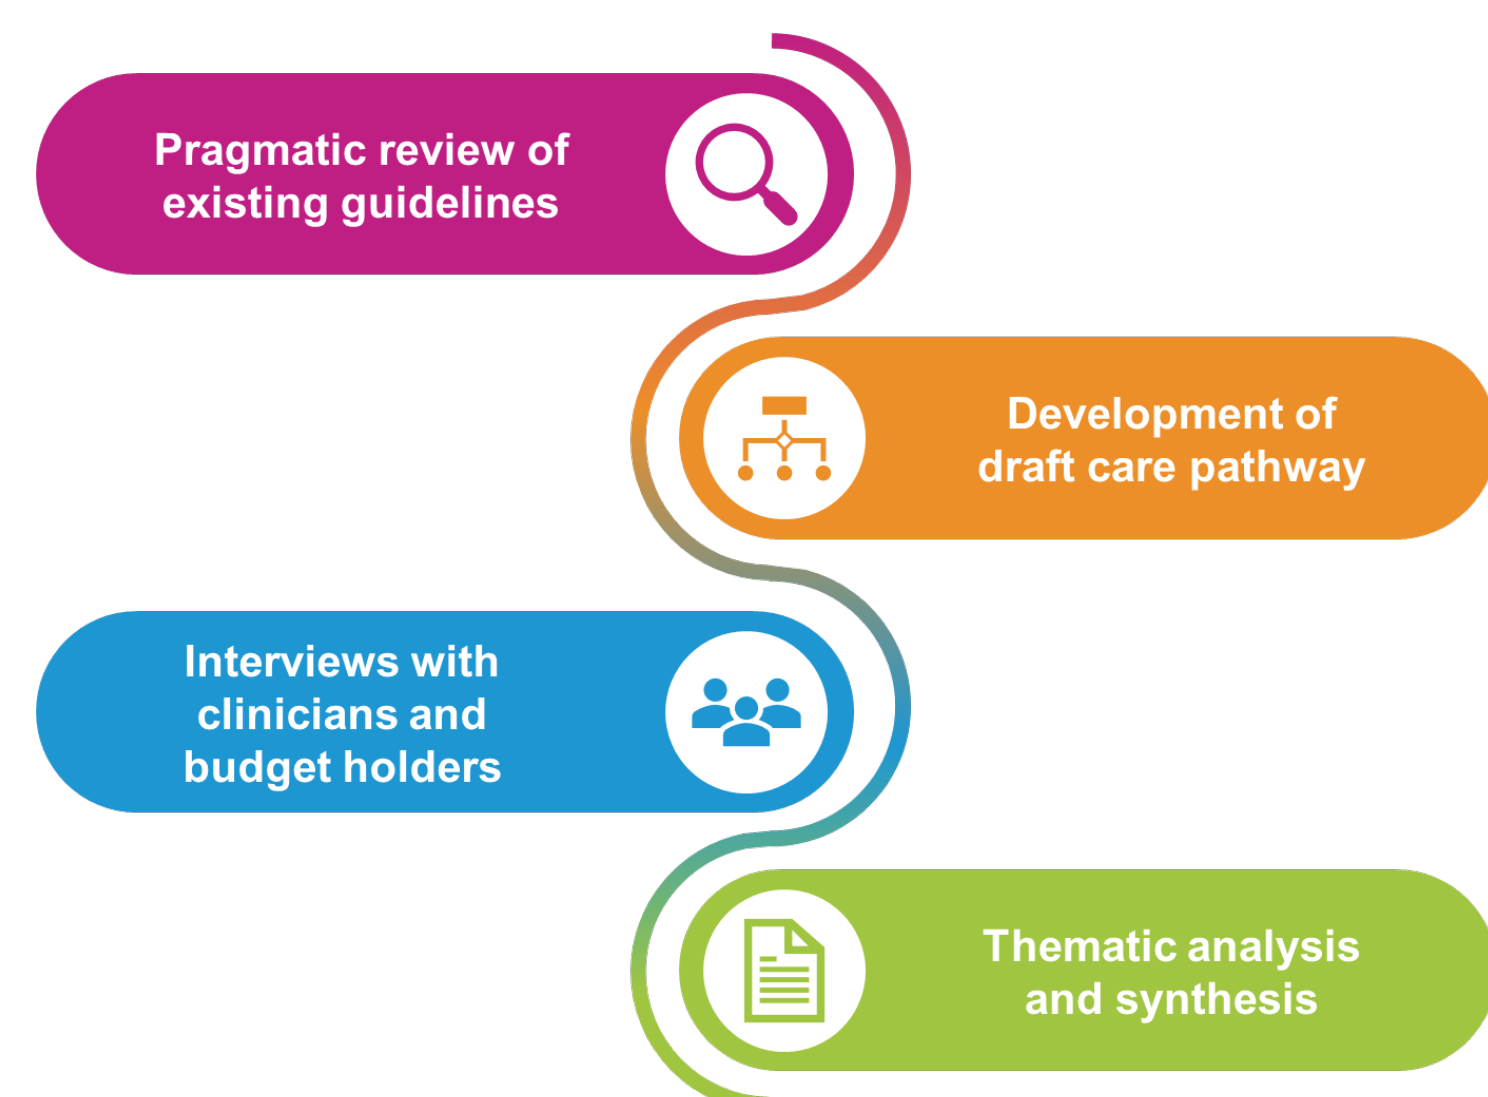 Pragmatic review of
existing guidelines
Development of
draft care pathway
Interviews with
clinicians and
budget holders
Thematic analysis
and synthesis